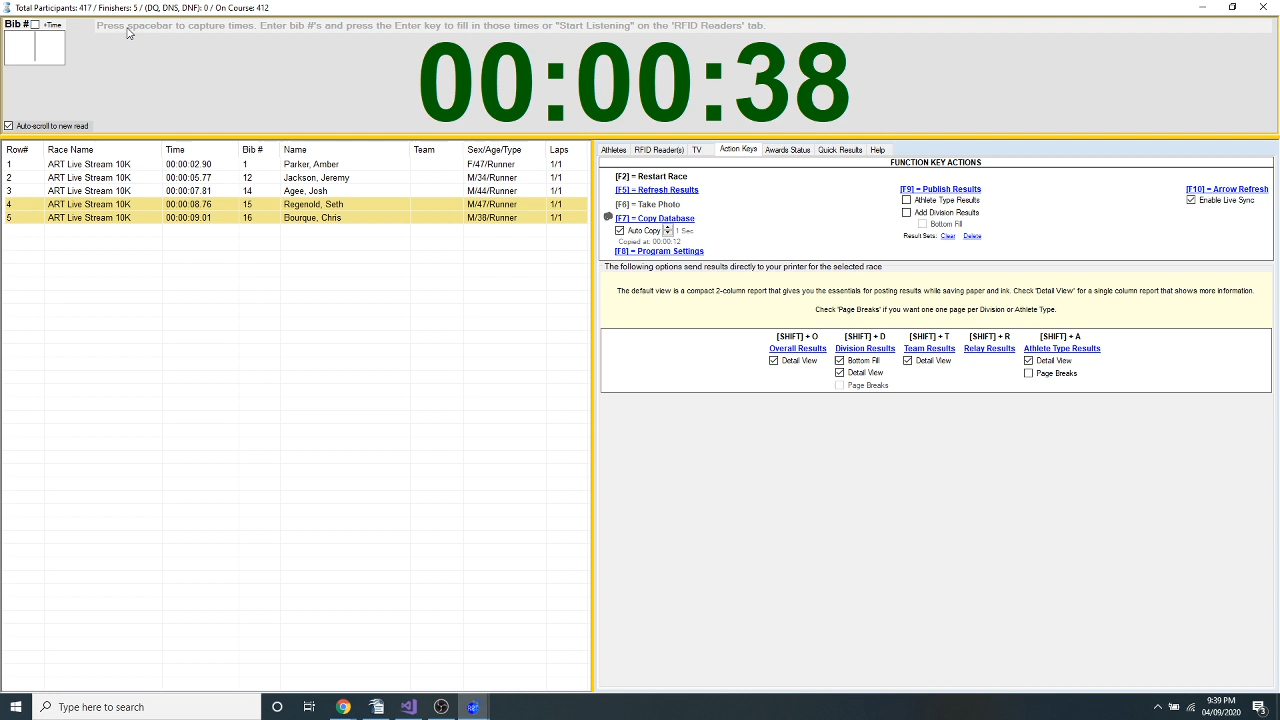 Total Participants: 417 / Finishers: 5 / (DQ, DNS, DNF): 0 / On Course: 412
Bib # +Time
Press spacebar to capture times. Enter bib #'s and press the Enter key to fill in those times or "Start Listening" on the 'RFID Readers' tab.
00:00:38
Auto-scroll to new read
Row# Race Name Time Bib # Name Team Sex/Age/Type Laps
1 ART Live Stream 10K 00:00:02.90 1 Parker, Amber F/47/Runner 1/1
2 ART Live Stream 10K 00:00:05.77 12 Jackson, Jeremy M/34/Runner 1/1
3 ART Live Stream 10K 00:00:07.81 14 Agee, Josh M/44/Runner 1/1
4 ART Live Stream 10K 00:00:08.76 15 Regenold, Seth M/47/Runner 1/1
5 ART Live Stream 10K 00:00:09.01 16 Bourque, Chris M/38/Runner 1/1
Athletes RFID Reader(s) TV Action Keys Awards Status Quick Results Help
FUNCTION KEY ACTIONS
[F2] = Restart Race
[F5] = Refresh Results [F9] = Publish Results [F10] = Arrow Refresh
Athlete Type Results Enable Live Sync
[F6] = Take Photo
Add Division Results
[F7] = Copy Database
Bottom Fill
Auto Copy 1 Sec
Result Sets: Clear Delete
Copied at: 00:00:12
[F8] = Program Settings
The following options send results directly to your printer for the selected race
The default view is a compact 2-column report that gives you the essentials for posting results while saving paper and ink. Check 'Detail View' for a single column report that shows more information.
Check 'Page Breaks' if you want one one page per Division or Athlete Type.
[SHIFT] + O [SHIFT] + D [SHIFT] + T [SHIFT] + R [SHIFT] + A
Overall Results Division Results Team Results Relay Results Athlete Type Results
Detail View Bottom Fill Detail View Detail View
Detail View Page Breaks
Page Breaks
Type here to search
9:39 PM
04/09/2020
3